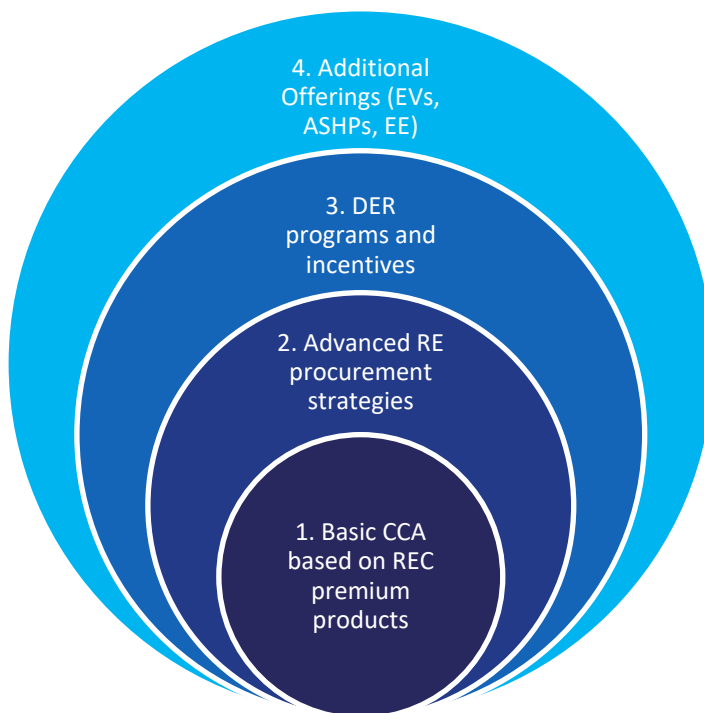 4. Additional
Offerings (EVs,
ASHPs, EE)
3. DER
programs and
incentives
2. Advanced RE
procurement
strategies
1. Basic CCA
based on REC
premium
products